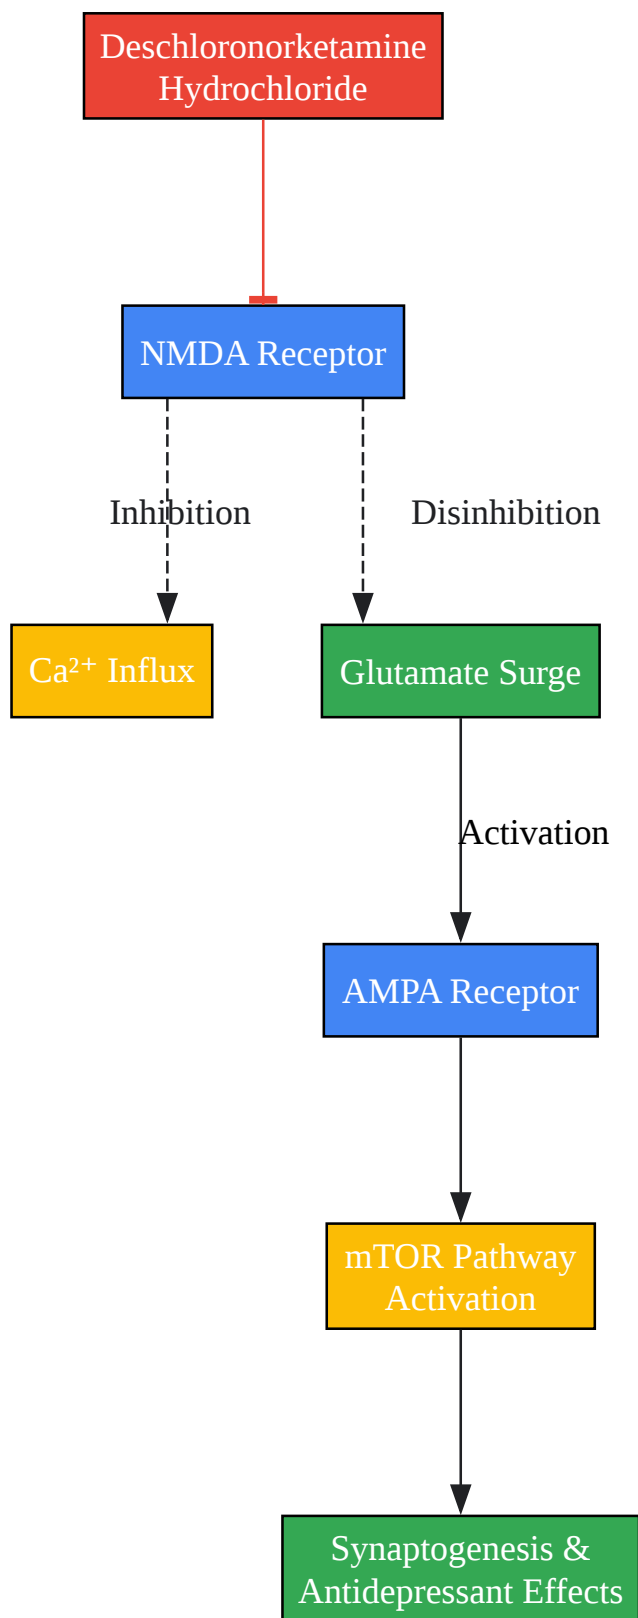 Deschloronorketamine
Hydrochloride
NMDA Receptor
Inhibition
Disinhibition
Ca²⁺ Influx
Glutamate Surge
Activation
AMPA Receptor
mTOR Pathway
Activation
Synaptogenesis &
Antidepressant Effects